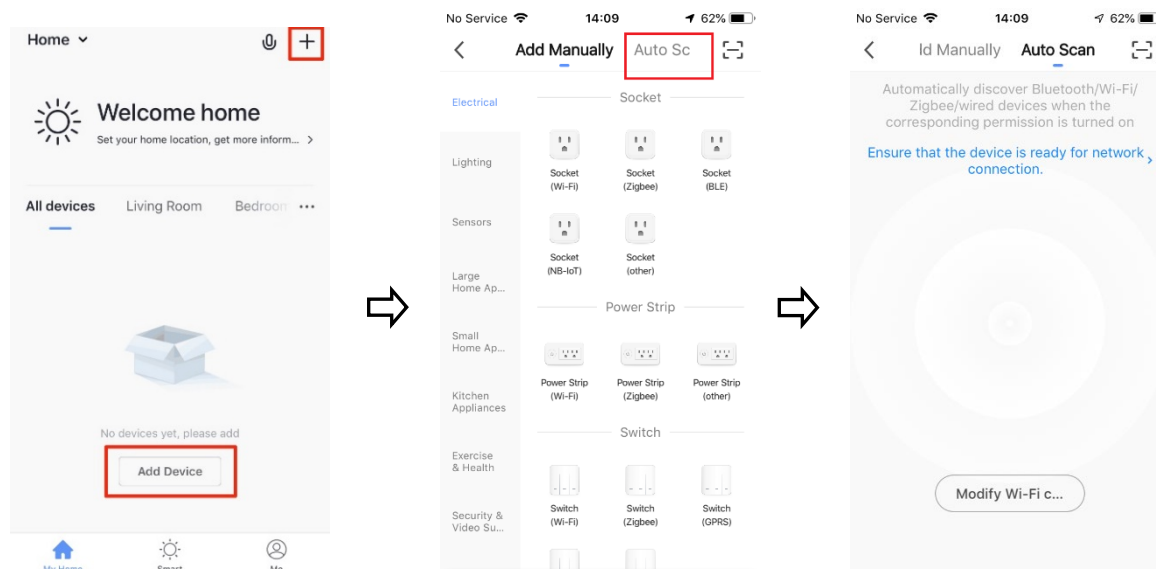 Home
Welcome home
Set your home location, get more inform...
All devices Living Room Bedroom
No devices yet, please add
Add Device
My Home Smart Me
No Service 14:09 62%
Add Manually Auto Sc
Electrical
Lighting
Sensors
Large
Home Ap...
Small
Home Ap...
Kitchen
Appliances
Exercise
& Health
Security &
Video Su...
Socket
Socket Socket Socket
(Wi-Fi) (Zigbee) (BLE)
Socket Socket
(NB-IoT) (other)
Power Strip
Power Strip Power Strip Power Strip
(Wi-Fi) (Zigbee) (other)
Switch
Switch Switch Switch
(Wi-Fi) (Zigbee) (GPRS)
No Service 14:09 62%
ld Manually Auto Scan
Automatically discover Bluetooth/Wi-Fi/
Zigbee/wired devices when the
corresponding permission is turned on
Ensure that the device is ready for network
connection.
Modify Wi-Fi c...